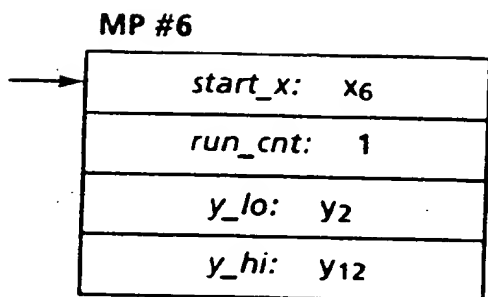 MP #6
start_x: x6
run_cnt: 1
y_lo: y2
y_hi: y12